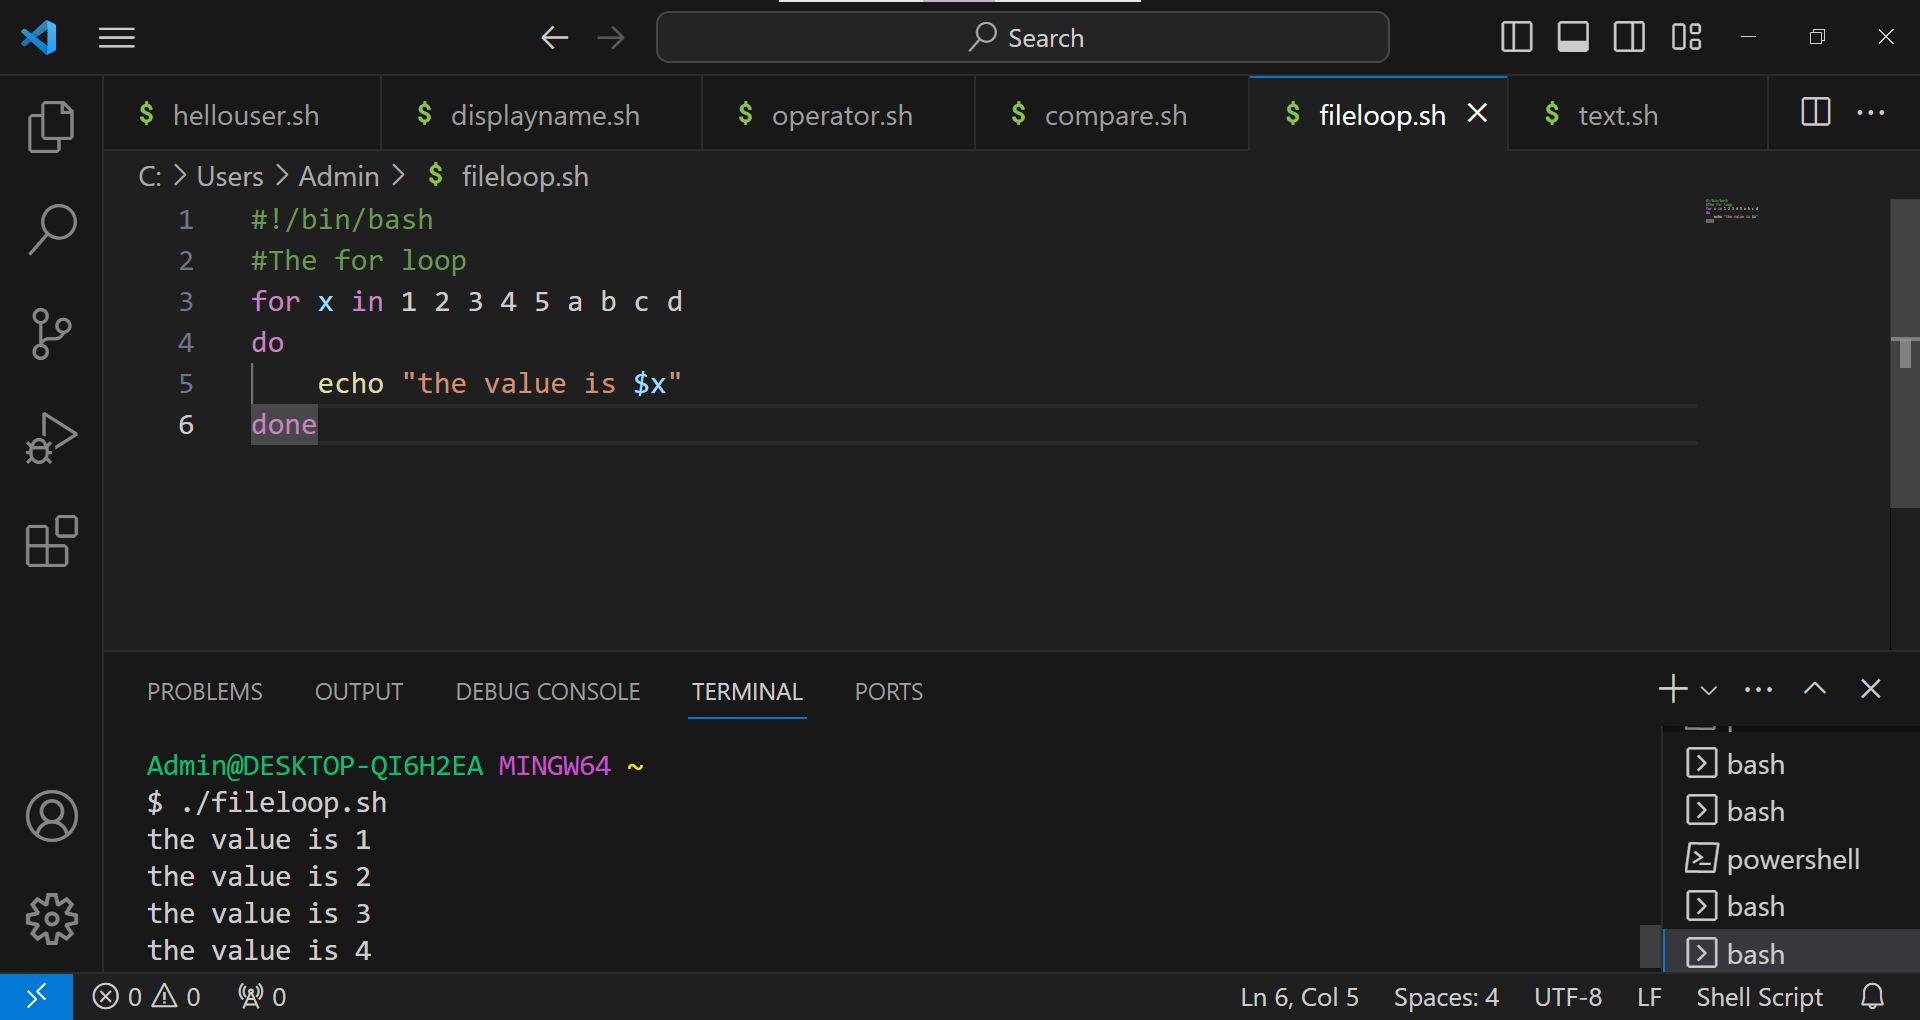 Search
hellouser.sh
displayname.sh
operator.sh
compare.sh
fileloop.sh
text.sh
C: > Users > Admin > $ fileloop.sh
1 #!/bin/bash
2 #The for loop
3 for x in 1 2 3 4 5 a b c d
4 do
5 echo "the value is $x"
6 done
PROBLEMS OUTPUT DEBUG CONSOLE TERMINAL PORTS
Admin@DESKTOP-QI6H2EA MINGW64 ~
$ ./fileloop.sh
the value is 1
the value is 2
the value is 3
the value is 4
bash
bash
powershell
bash
bash
0 0 0
Ln 6, Col 5 Spaces: 4 UTF-8 LF Shell Script